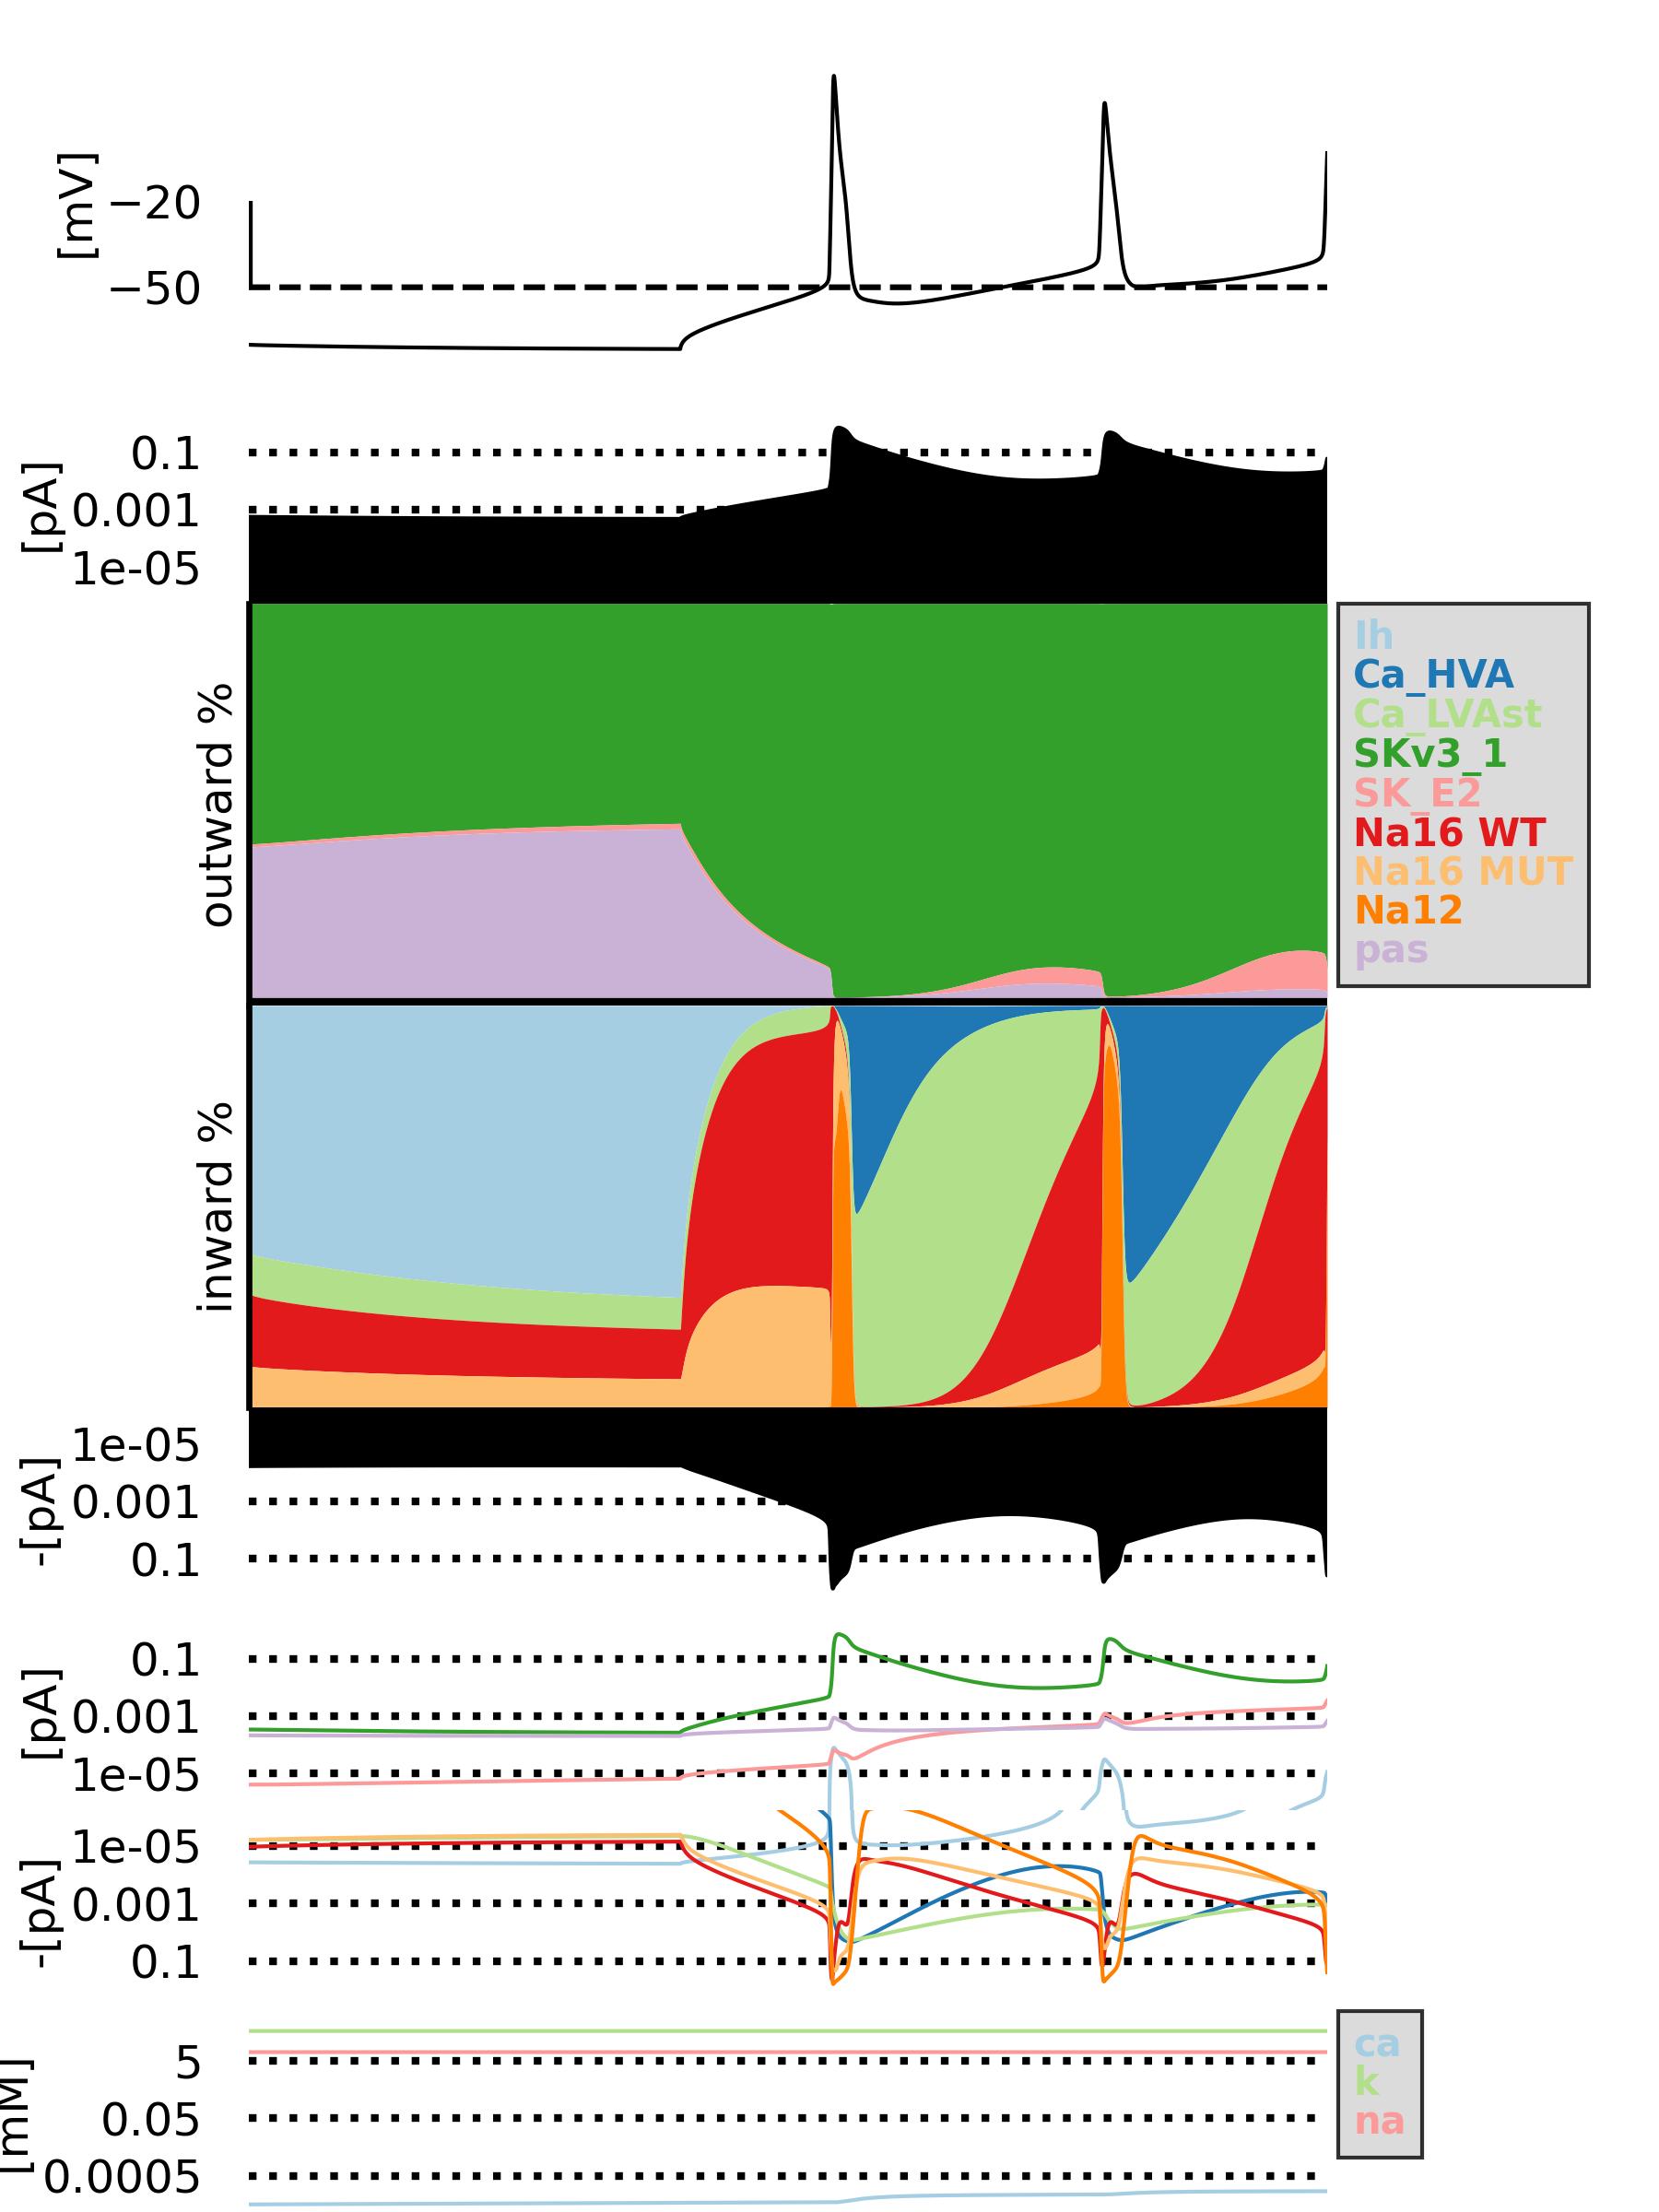 [mV]
−20
−50
[pA]
0.1
0.001
1e-05
outward %
Ih
Ca_HVA
Ca_LVAst
SKv3_1
SK_E2
Na16 WT
Na16 MUT
Na12
pas
inward %
-[pA]
1e-05
0.001
0.1
[pA]
0.1
0.001
1e-05
-[pA]
1e-05
0.001
0.1
[mM]
5
0.05
0.0005
ca
k
na